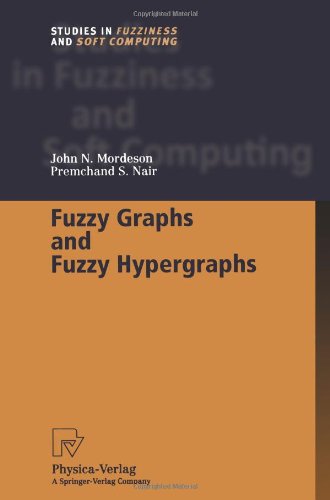 STUDIES IN FUZZINESS
AND SOFT COMPUTING
Studies
in Fuzziness
and
Soft Computing
John N. Mordeson
Premchand S. Nair
Fuzzy Graphs
and
Fuzzy Hypergraphs
Physica-Verlag
A Springer-Verlag Company